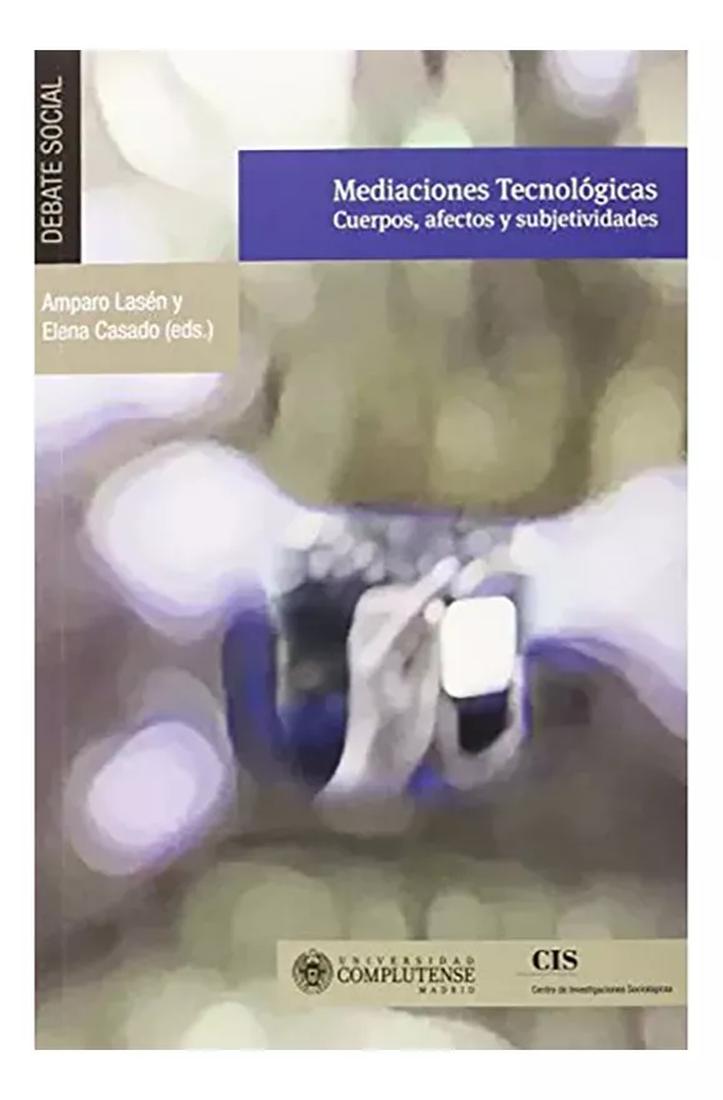 DEBATE SOCIAL
Mediaciones Tecnológicas
Cuerpos, afectos y subjetividades
Amparo Lasén y
Elena Casado (eds.)
UNIVERSIDAD
COMPLUTENSE
MADRID
CIS
Centro de Investigaciones Sociológicas